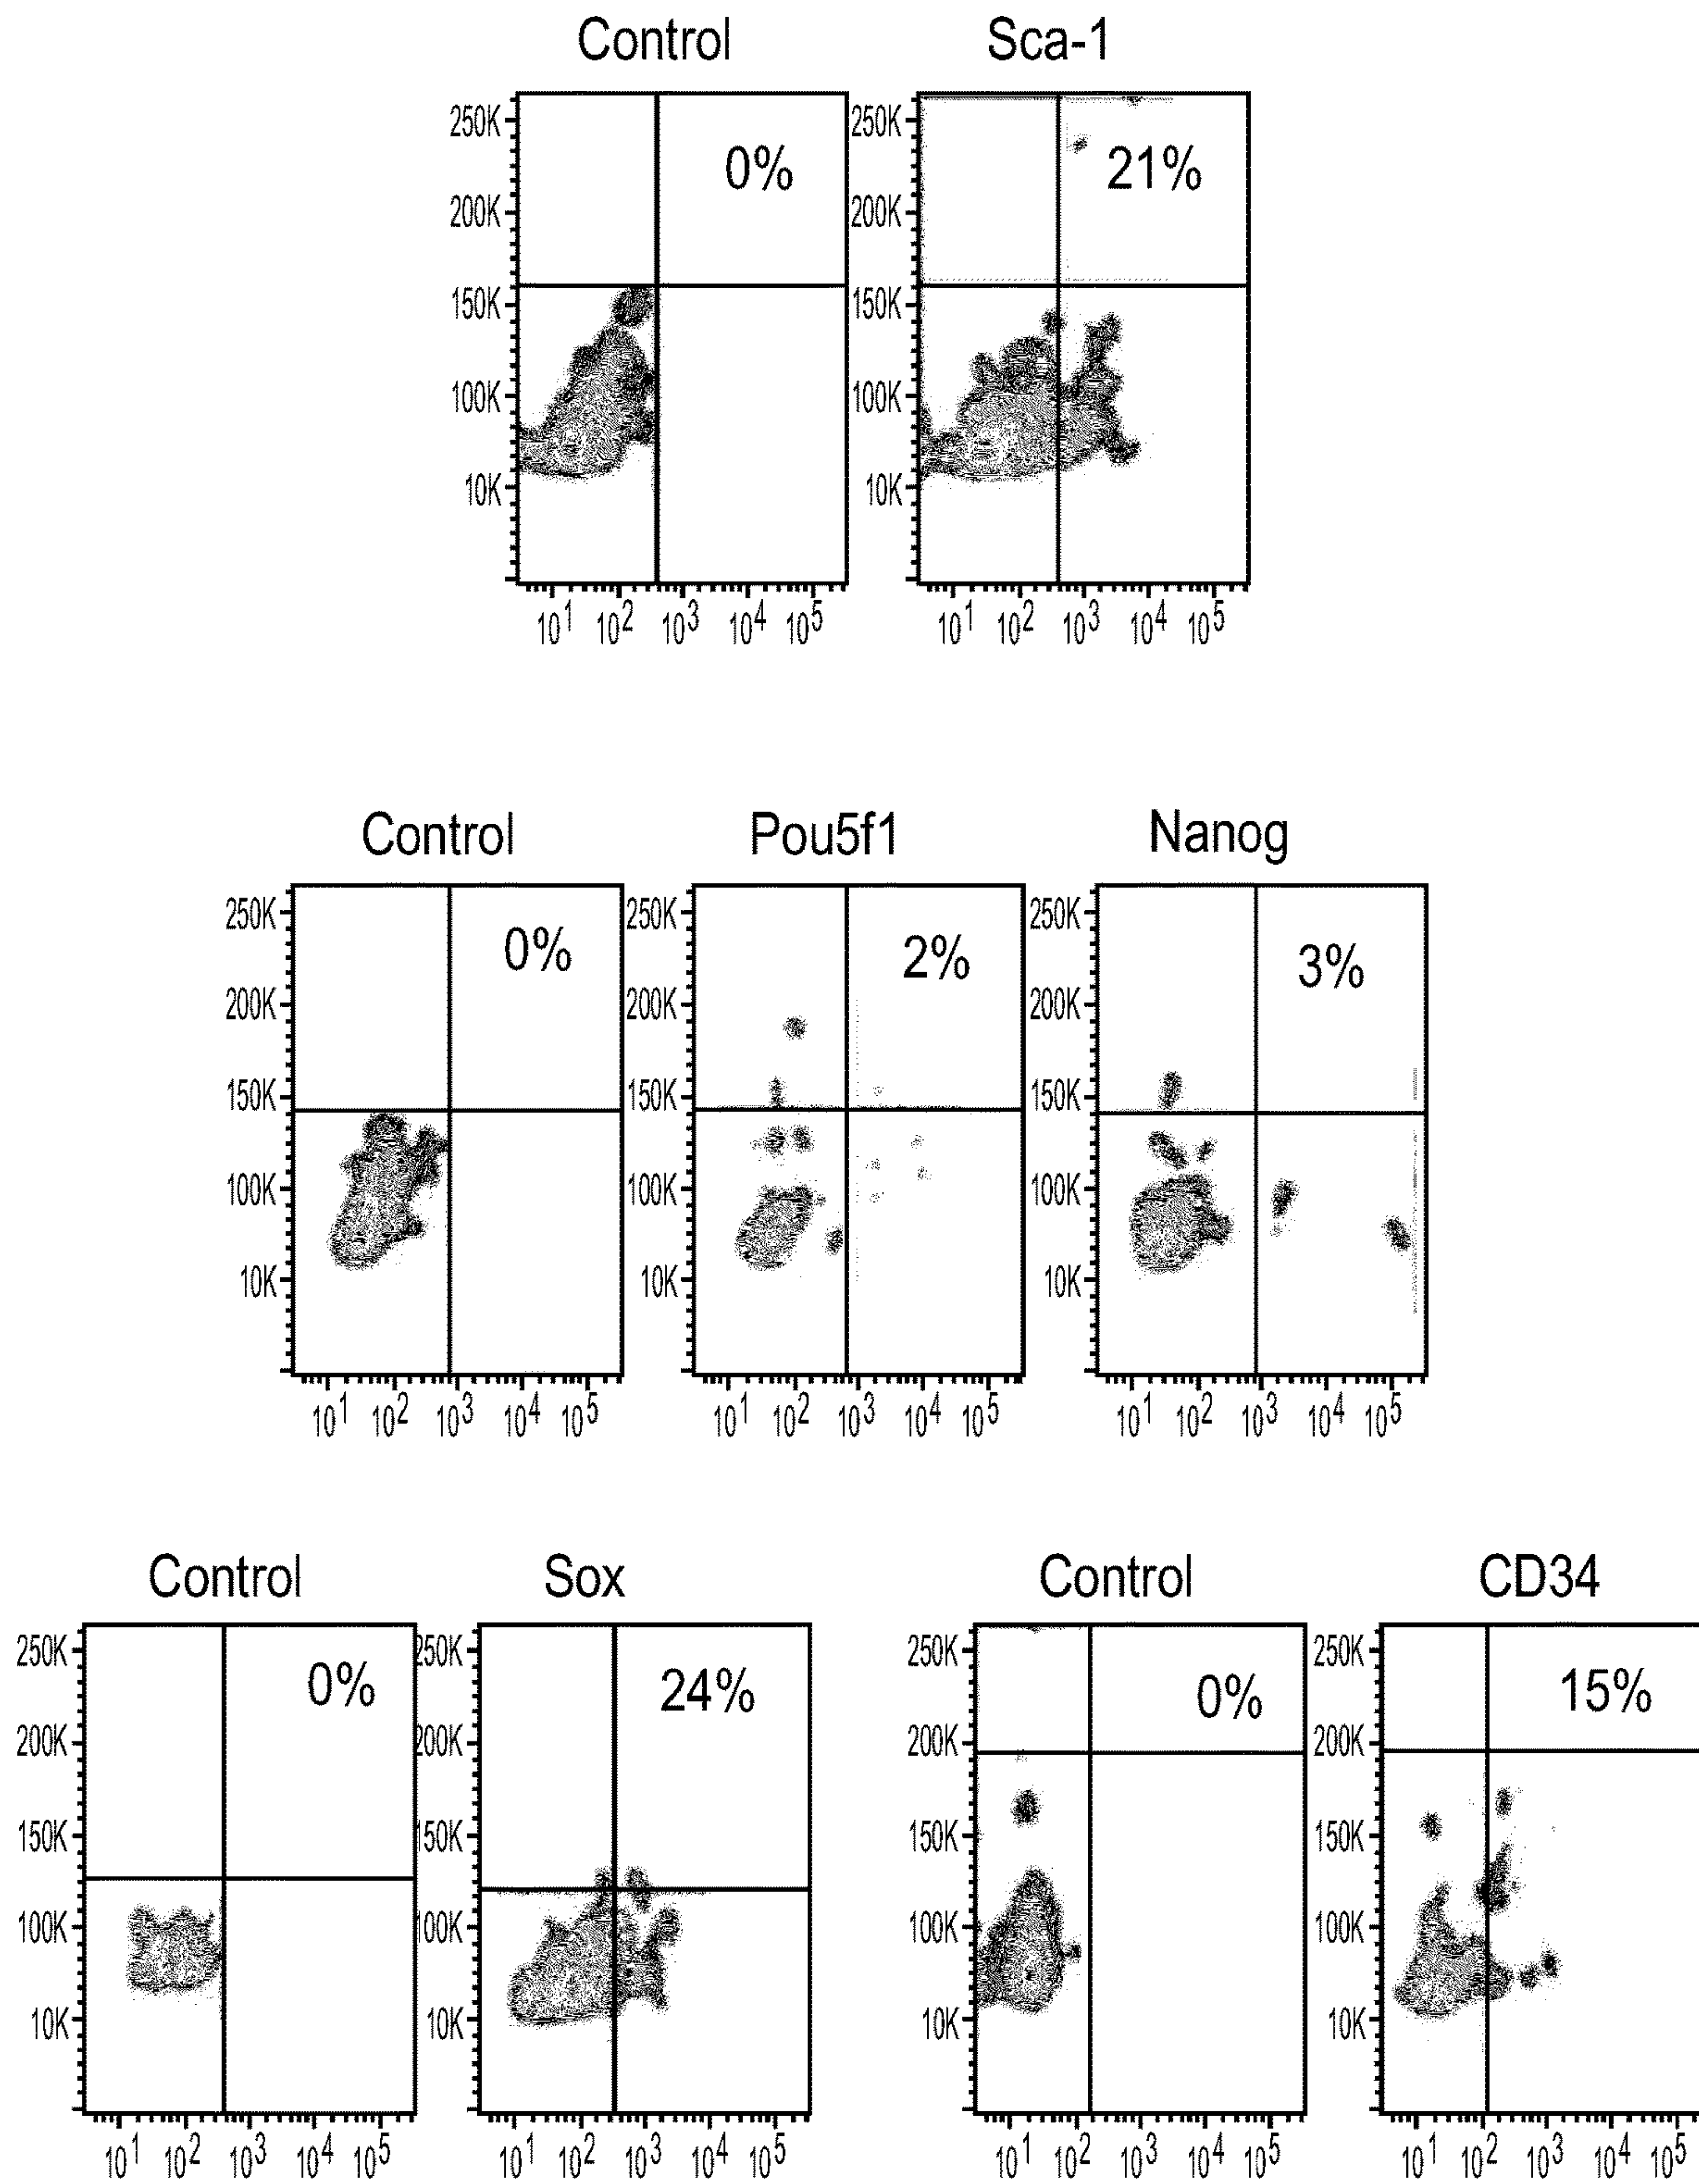 Control Sca-1
250K 250K
0% 21%
200K 200K
150K 150K
100K 100K
10K 10K
10^1 10^2 10^3 10^4 10^5 10^1 10^2 10^3 10^4 10^5
Control Pou5f1 Nanog
250K 250K 250K
0% 2% 3%
200K 200K 200K
150K 150K 150K
100K 100K 100K
10K 10K 10K
10^1 10^2 10^3 10^4 10^5 10^1 10^2 10^3 10^4 10^5 10^1 10^2 10^3 10^4 10^5
Control Sox Control CD34
250K 250K 250K 250K
0% 24% 0% 15%
200K 200K 200K 200K
150K 150K 150K 150K
100K 100K 100K 100K
10K 10K 10K 10K
10^1 10^2 10^3 10^4 10^5 10^1 10^2 10^3 10^4 10^5 10^1 10^2 10^3 10^4 10^5 10^1 10^2 10^3 10^4 10^5